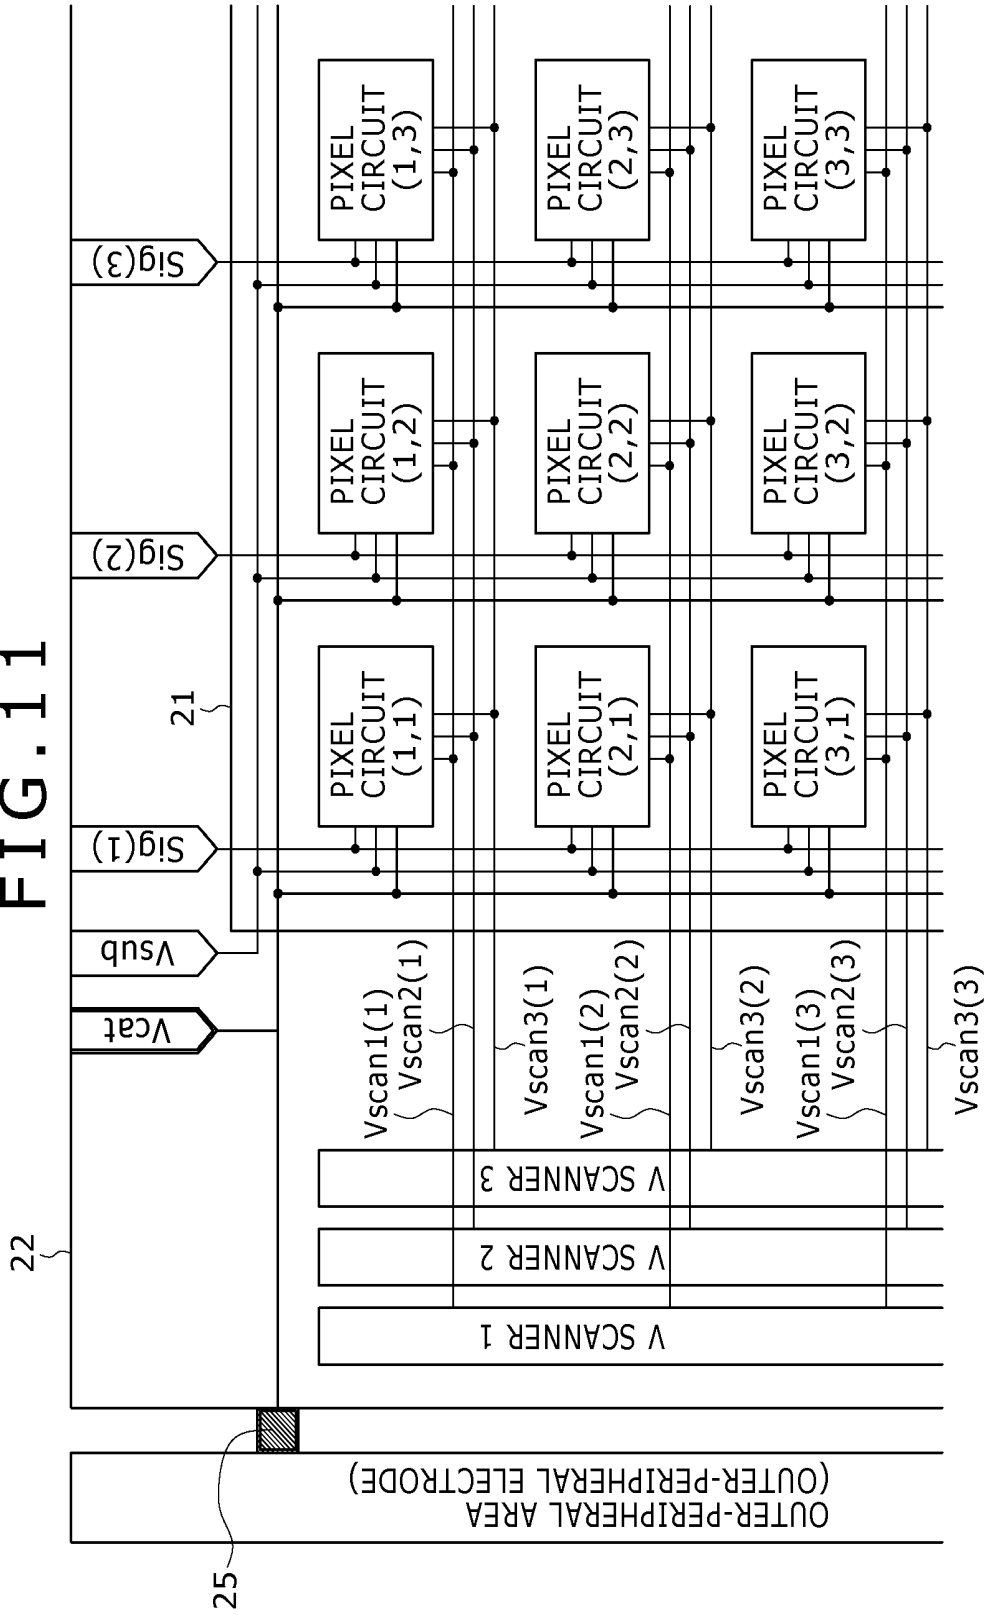 FIG.11
22
21
25
Vcat
Vsub
Sig(1)
Sig(2)
Sig(3)
PIXEL
CIRCUIT
(1,1)
PIXEL
CIRCUIT
(1,2)
PIXEL
CIRCUIT
(1,3)
PIXEL
CIRCUIT
(2,1)
PIXEL
CIRCUIT
(2,2)
PIXEL
CIRCUIT
(2,3)
PIXEL
CIRCUIT
(3,1)
PIXEL
CIRCUIT
(3,2)
PIXEL
CIRCUIT
(3,3)
Vscan1(1)
Vscan2(1)
Vscan3(1)
Vscan1(2)
Vscan2(2)
Vscan3(2)
Vscan1(3)
Vscan2(3)
Vscan3(3)
V SCANNER 1
V SCANNER 2
V SCANNER 3
OUTER-PERIPHERAL AREA
(OUTER-PERIPHERAL ELECTRODE)